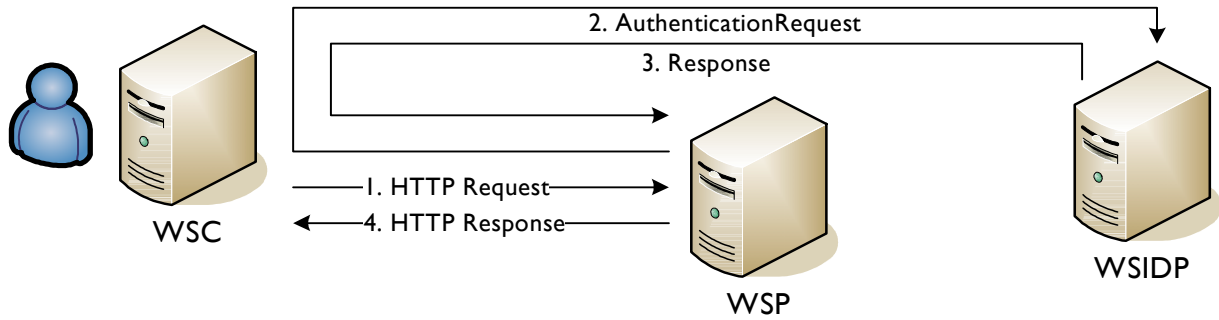 2. AuthenticationRequest
3. Response
1. HTTP Request
4. HTTP Response
WSC
WSP
WSIDP